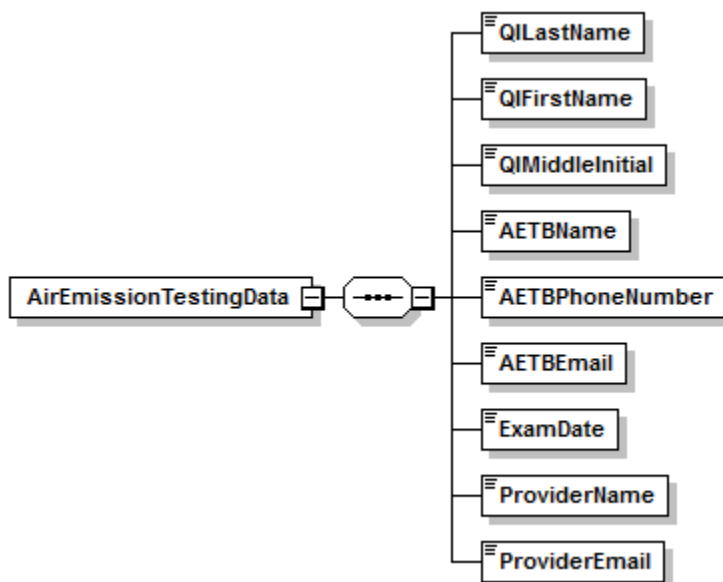 QILastName
QIFirstName
QIMiddleInitial
AETBName
AirEmissionTestingData
AETBPhoneNumber
AETBEmail
ExamDate
ProviderName
ProviderEmail